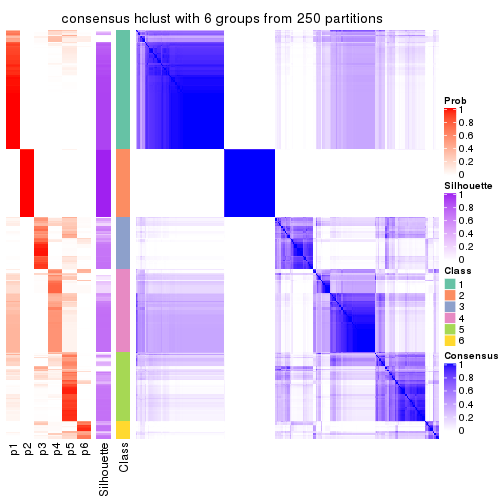 consensus hclust with 6 groups from 250 partitions
Prob
1
0.8
0.6
0.4
0.2
0
Silhouette
1
0.8
0.6
0.4
0.2
0
Class
1
2
3
4
5
6
Consensus
1
0.8
0.6
0.4
0.2
0
p1
p2
p3
p4
p5
p6
Silhouette
Class